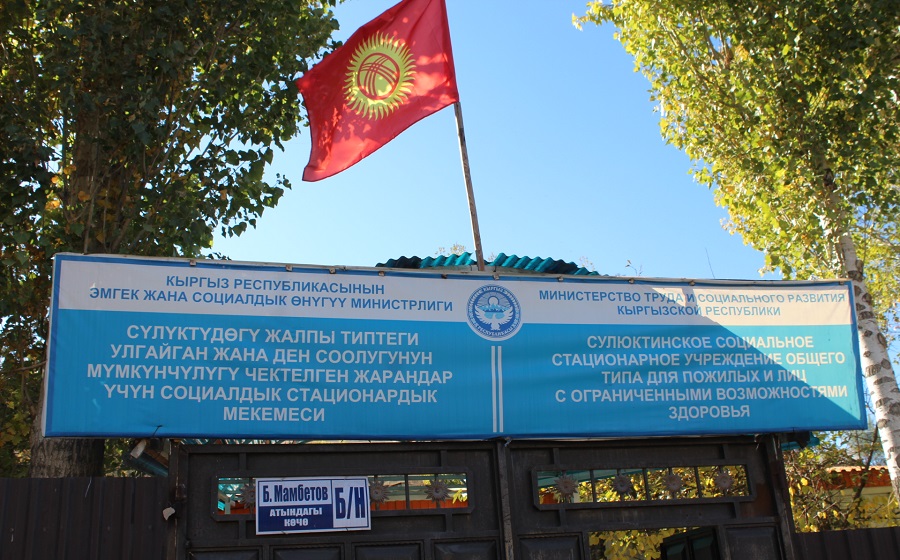 КЫРГЫЗ РЕСПУБЛИКАСЫНЫН
ЭМГЕК ЖАНА СОЦИАЛДЫК ӨНҮГҮҮ МИНИСТРЛИГИ
СҮЛҮКТҮДӨГҮ ЖАЛПЫ ТИПТЕГИ
УЛГАЙГАН ЖАНА ДЕН СООЛУГУНУН
МҮМКҮНЧҮЛҮГҮ ЧЕКТЕЛГЕН ЖАРАНДАР
ҮЧҮН СОЦИАЛДЫК СТАЦИОНАРДЫК
МЕКЕМЕСИ
МИНИСТЕРСТВО ТРУДА И СОЦИАЛЬНОГО РАЗВИТИЯ
КЫРГЫЗСКОЙ РЕСПУБЛИКИ
СУЛЮКТИНСКОЕ СОЦИАЛЬНОЕ
СТАЦИОНАРНОЕ УЧРЕЖДЕНИЕ ОБЩЕГО
ТИПА ДЛЯ ПОЖИЛЫХ И ЛИЦ
С ОГРАНИЧЕННЫМИ ВОЗМОЖНОСТЯМИ
ЗДОРОВЬЯ
Б. Мамбетов
АТЫНДАГЫ
КӨЧӨ
Б/Н